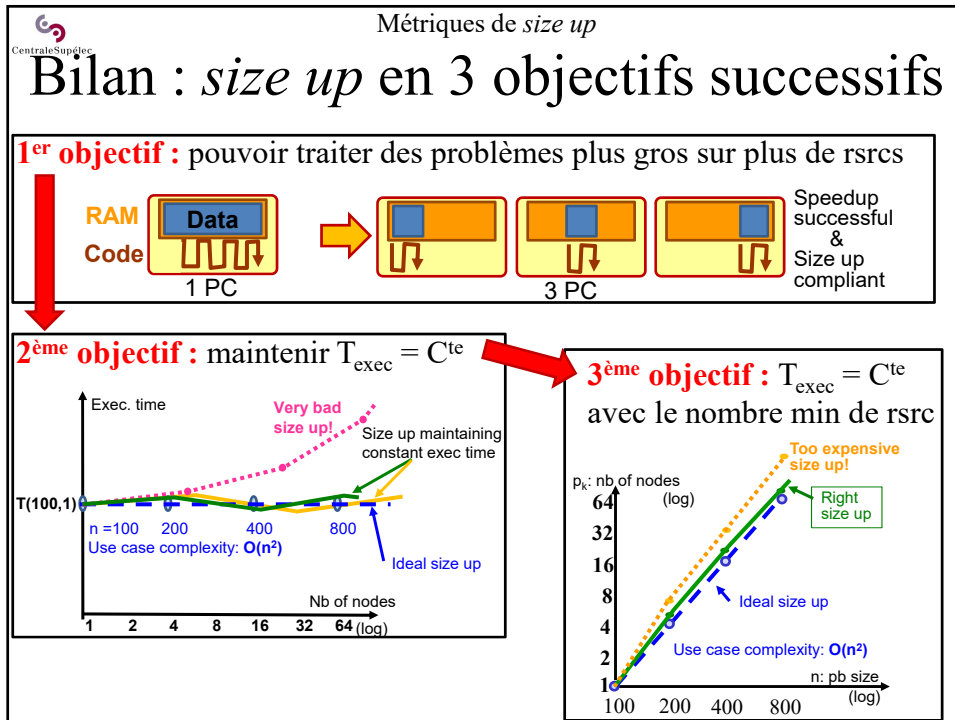 Métriques de size up
CentraleSupélec
Bilan : size up en 3 objectifs successifs
1er objectif : pouvoir traiter des problèmes plus gros sur plus de rsrcs
RAM
Data
Code
1 PC
3 PC
Speedup
successful
&
Size up
compliant
2ème objectif : maintenir Texec = Cte
Exec. time
Very bad
size up!
Size up maintaining
constant exec time
T(100,1)
n =100 200 400 800
Use case complexity: O(n²)
Ideal size up
Nb of nodes
1 2 4 8 16 32 64 (log)
3ème objectif : Texec = Cte
avec le nombre min de rsrc
Too expensive
size up!
pk: nb of nodes
(log)
Right
size up
64
32
16
8
4
2
1
Ideal size up
Use case complexity: O(n²)
n: pb size
(log)
100 200 400 800